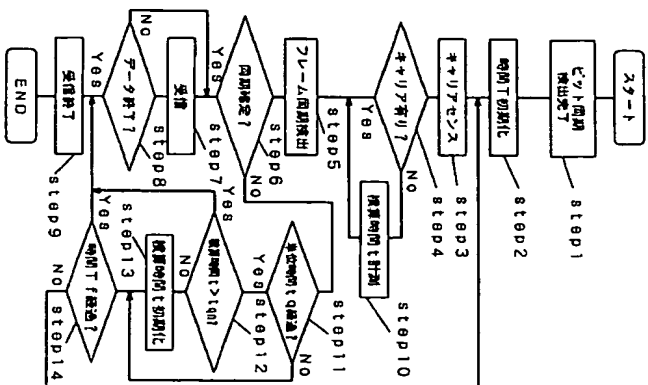 スタート
ビット同期
検出完了
step1
時間T初期化
step2
キャリアセンス
step3
キャリア有り?
step4
Yes
No
積算時間t計測
step10
フレーム同期検出
step5
同期確定?
step6
Yes
No
単位時間tq経過?
step11
Yes
No
積算時間t>tqn?
step12
Yes
No
積算時間t初期化
step13
時間Tf経過?
step14
Yes
No
受信
step7
データ終了?
step8
No
Yes
受信終了
step9
END